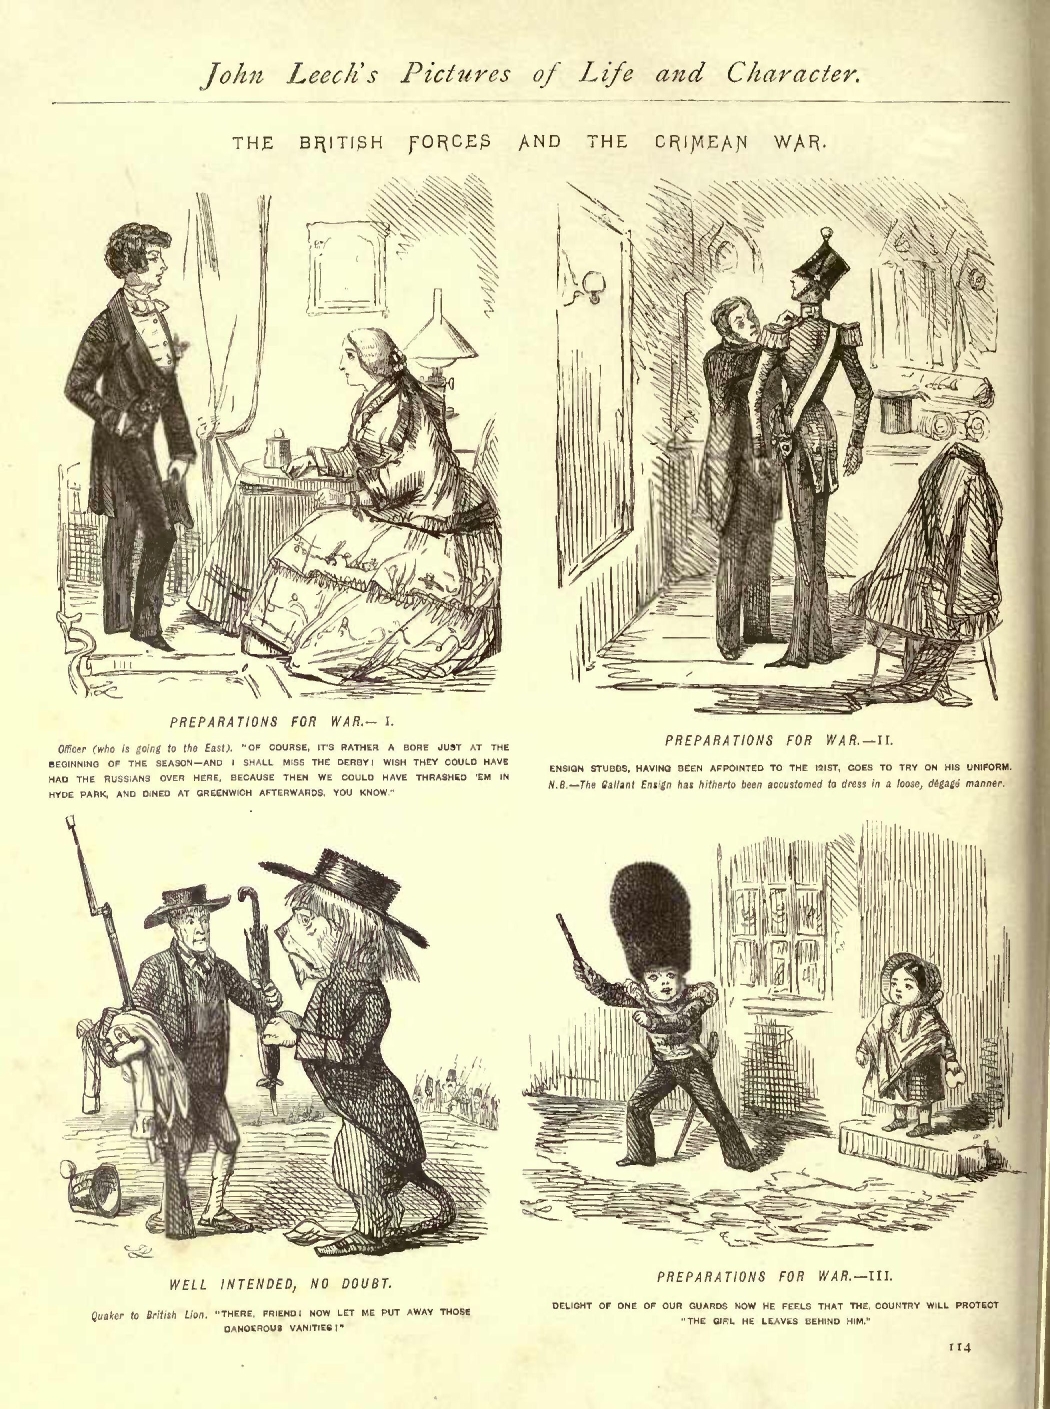 John Leech's Pictures of Life and Character.
THE BRITISH FORCES AND THE CRIMEAN WAR.
PREPARATIONS FOR WAR.— I.
Officer (who is going to the East). "OF COURSE, IT'S RATHER A BORE JUST AT THE
BEGINNING OF THE SEASON—AND I SHALL MISS THE DERBY! WISH THEY COULD HAVE
HAD THE RUSSIANS OVER HERE, BECAUSE THEN WE COULD HAVE THRASHED 'EM IN
HYDE PARK, AND DINED AT GREENWICH AFTERWARDS, YOU KNOW."
PREPARATIONS FOR WAR.—II.
ENSIGN STUBBS, HAVING BEEN APPOINTED TO THE 121ST, GOES TO TRY ON HIS UNIFORM.
N.B.—The Gallant Ensign has hitherto been accustomed to dress in a loose, dégagé manner.
WELL INTENDED, NO DOUBT.
Quaker to British Lion. "THERE, FRIEND! NOW LET ME PUT AWAY THOSE
DANGEROUS VANITIES!"
PREPARATIONS FOR WAR.—III.
DELIGHT OF ONE OF OUR GUARDS NOW HE FEELS THAT THE, COUNTRY WILL PROTECT
"THE GIRL HE LEAVES BEHIND HIM."
114